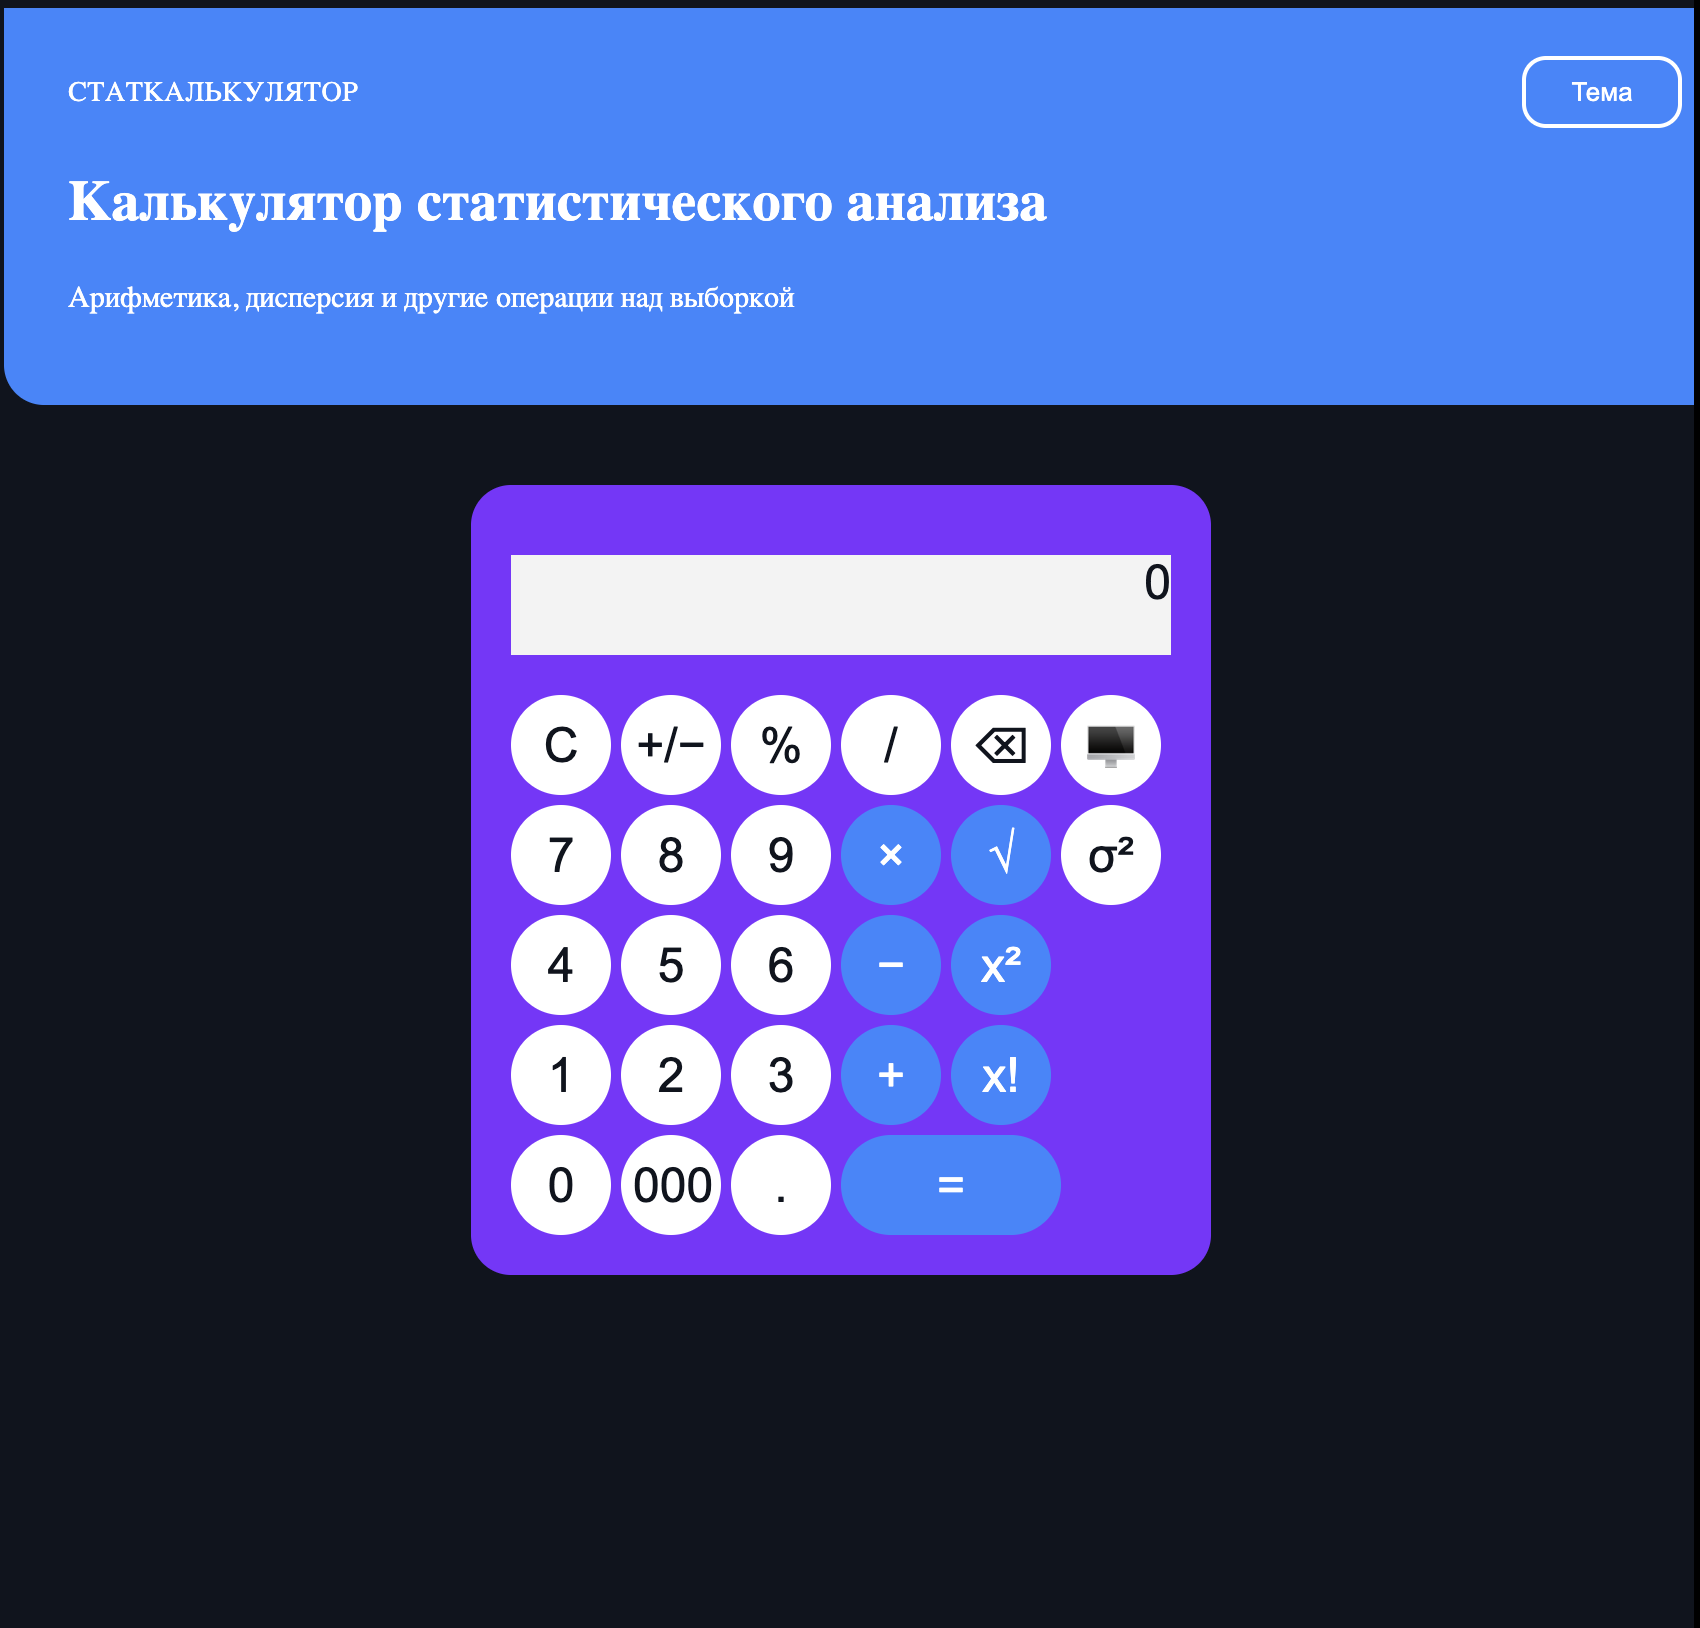 СТАТКАЛЬКУЛЯТОР
Тема
Калькулятор статистического анализа
Арифметика, дисперсия и другие операции над выборкой
0
C +/− % / ⌫
7 8 9 × √ σ²
4 5 6 − x²
1 2 3 + x!
0 000 . =